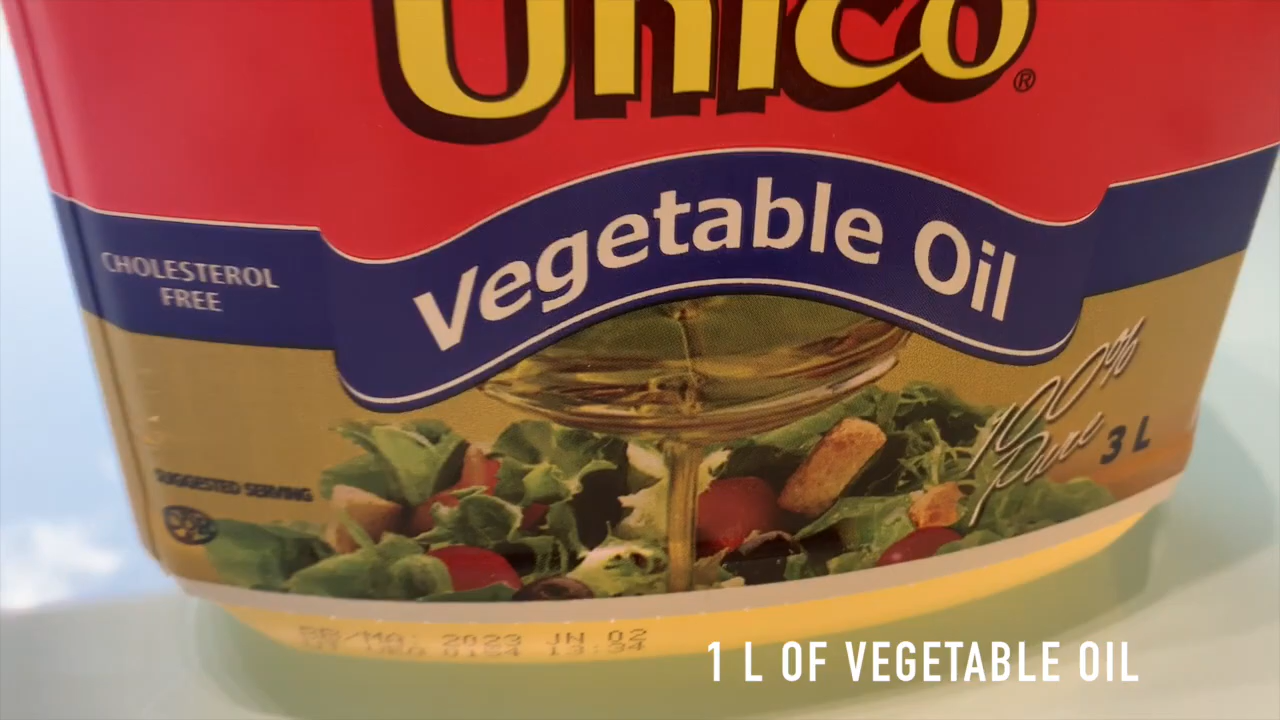 Unico®
Vegetable Oil
CHOLESTEROL
FREE
100%
Pure
3 L
SUGGESTED SERVING
BB/MA: 2023 JN 02
1 L OF VEGETABLE OIL